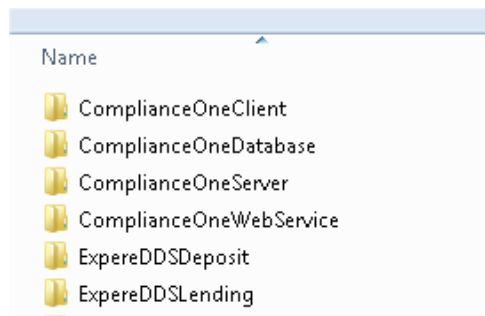 Name
ComplianceOneClient
ComplianceOneDatabase
ComplianceOneServer
ComplianceOneWebService
ExpereDDSDeposit
ExpereDDSLending